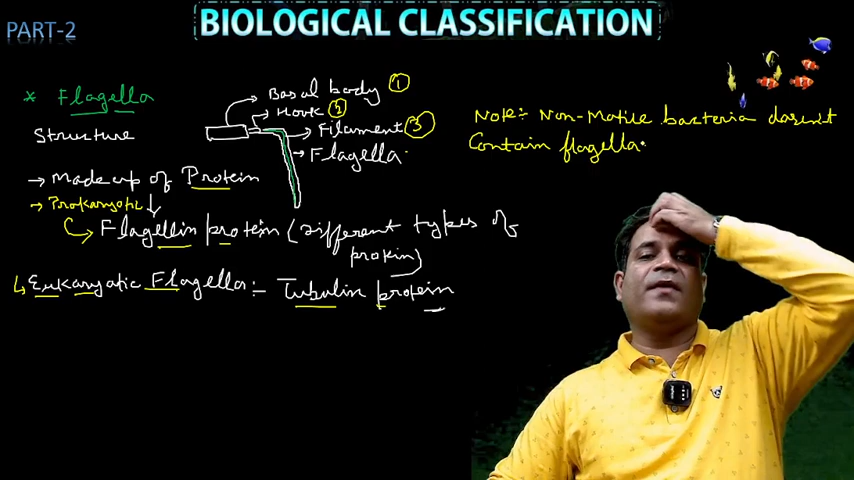 PART-2
BIOLOGICAL CLASSIFICATION
* Flagella
Structure
Basal body 1
Hook 2
→ Filament 3
→ Flagella
→ Made up of Protein
→ Prokaryotic ↓
Flagellin protein (Different types of
protein)
↳ Eukaryotic Flagella:- Tubulin protein
Note:- Non-Motile bacteria dasen't
Contain flagella.